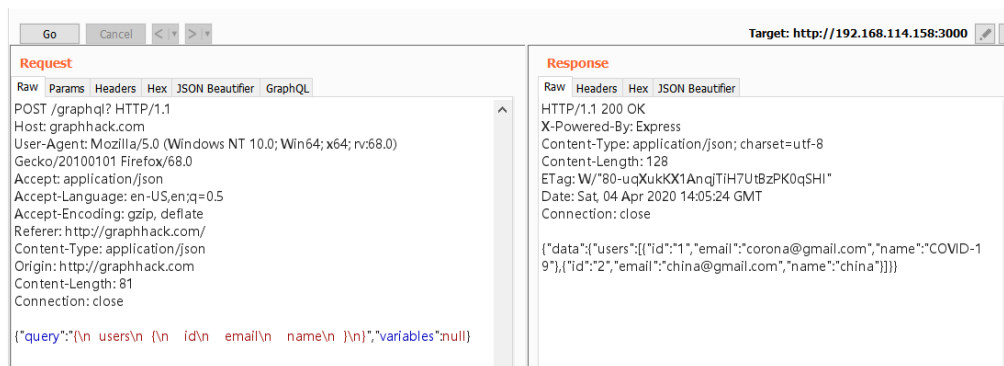 Go Cancel < > Target: http://192.168.114.158:3000
Request
Raw Params Headers Hex JSON Beautifier GraphQL
POST /graphql? HTTP/1.1
Host: graphhack.com
User-Agent: Mozilla/5.0 (Windows NT 10.0; Win64; x64; rv:68.0)
Gecko/20100101 Firefox/68.0
Accept: application/json
Accept-Language: en-US,en;q=0.5
Accept-Encoding: gzip, deflate
Referer: http://graphhack.com/
Content-Type: application/json
Origin: http://graphhack.com
Content-Length: 81
Connection: close
{"query":"{\n  users\n  {\n    id\n    email\n    name\n  }\n}","variables":null}
Response
Raw Headers Hex JSON Beautifier
HTTP/1.1 200 OK
X-Powered-By: Express
Content-Type: application/json; charset=utf-8
Content-Length: 128
ETag: W/"80-uqXukKX1AnqjTiH7UtBzPK0qSHI"
Date: Sat, 04 Apr 2020 14:05:24 GMT
Connection: close
{"data":{"users":[{"id":"1","email":"corona@gmail.com","name":"COVID-1
9"},{"id":"2","email":"china@gmail.com","name":"china"}]}}